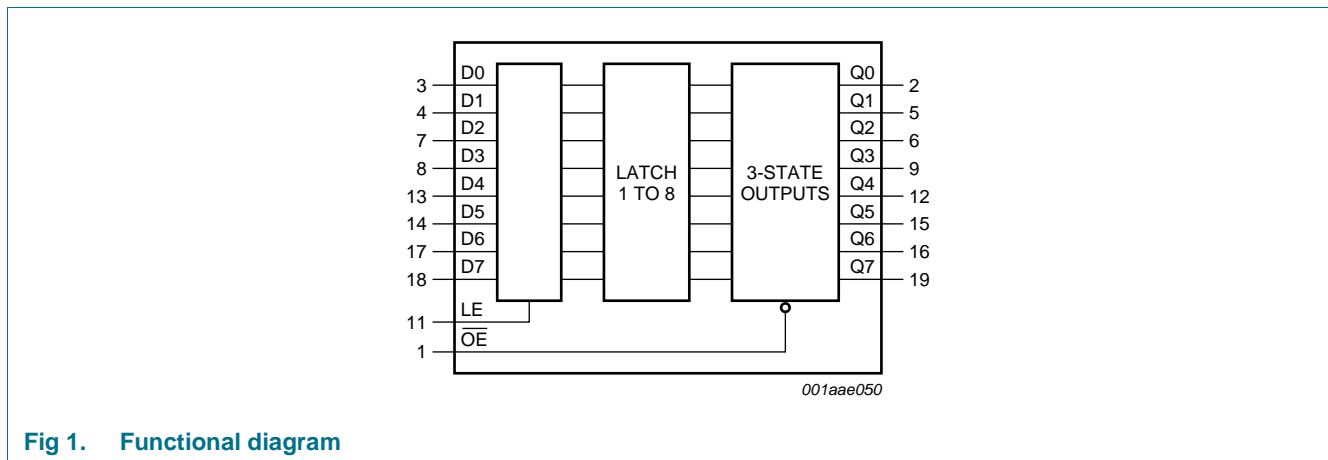 3 D0 Q0 2
4 D1 Q1 5
7 D2 Q2 6
8 D3 Q3 9
13 D4 Q4 12
14 D5 Q5 15
17 D6 Q6 16
18 D7 Q7 19
LATCH
1 TO 8
3-STATE
OUTPUTS
11 LE
1 O̅E̅
001aae050
Fig 1. Functional diagram